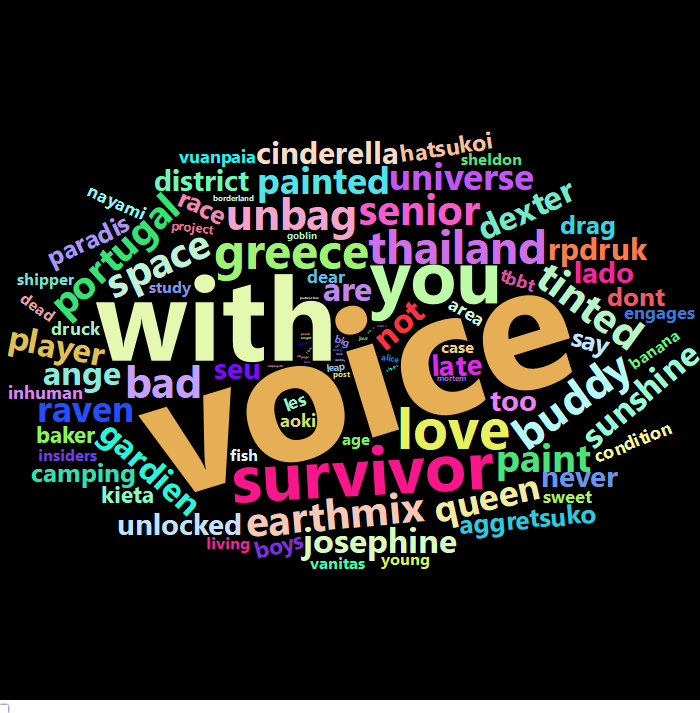 vuanpaia
cinderella
hatsukoi
sheldon
district
painted
universe
nayami
borderland
race
unbag
senior
dexter
paradis
portugal
project
goblin
drag
space
greece
thailand
rpdruk
tbbt
lado
shipper
study
dear
are
you
tinted
dont
dead
with
not
area
engages
druck
voice
big
say
player
case
banana
ange
bad
seu
leap
post
alice
late
mortem
buddy
sunshine
inhuman
raven
les
love
too
baker
gardien
aoki
age
condition
insiders
fish
camping
survivor
paint
never
kieta
queen
sweet
unlocked
earthmix
aggretsuko
living
boys
josephine
vanitas
young